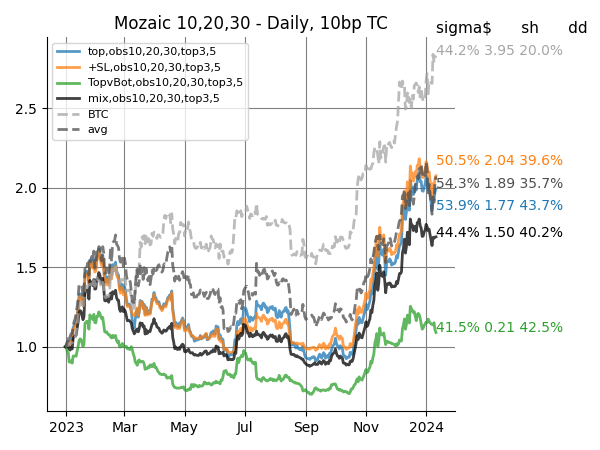 Mozaic 10,20,30 - Daily, 10bp TC
sigma$ sh dd
top,obs10,20,30,top3,5
+SL,obs10,20,30,top3,5
TopvBot,obs10,20,30,top3,5
mix,obs10,20,30,top3,5
BTC
avg
44.2% 3.95 20.0%
50.5% 2.04 39.6%
54.3% 1.89 35.7%
53.9% 1.77 43.7%
44.4% 1.50 40.2%
41.5% 0.21 42.5%
2.5
2.0
1.5
1.0
2023 Mar May Jul Sep Nov 2024